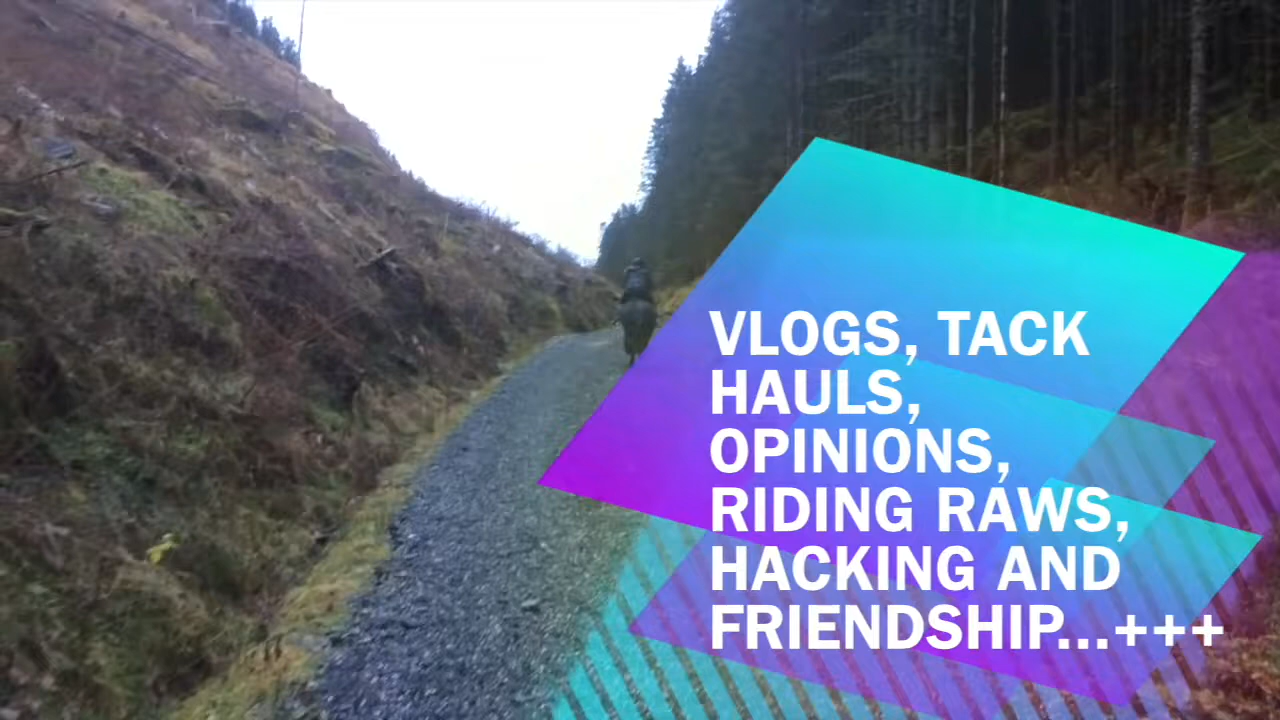 VLOGS, TACK
HAULS,
OPINIONS,
RIDING RAWS,
HACKING AND
FRIENDSHIP...+++